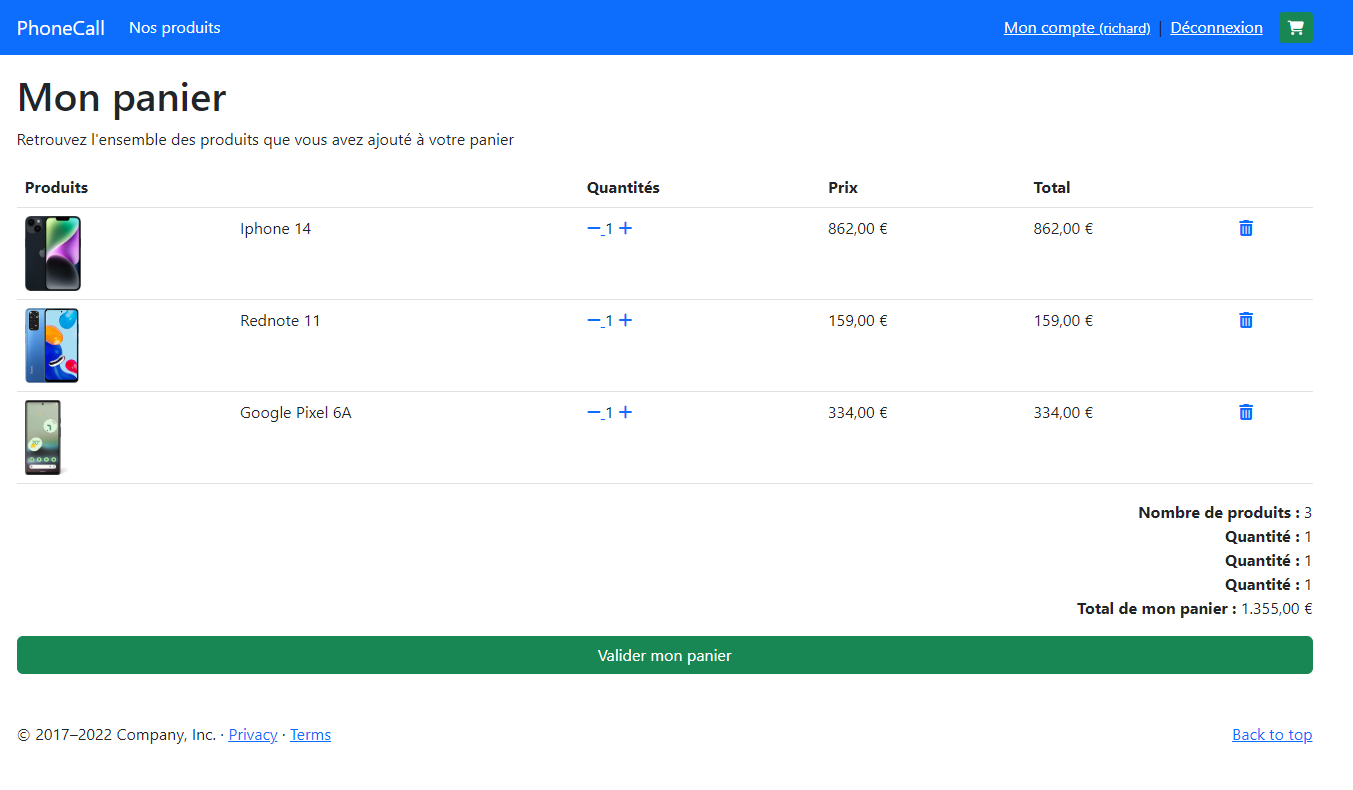 PhoneCall Nos produits Mon compte (richard) | Déconnexion
Mon panier
Retrouvez l'ensemble des produits que vous avez ajouté à votre panier
Produits Quantités Prix Total
Iphone 14 1 862,00 € 862,00 €
Rednote 11 1 159,00 € 159,00 €
Google Pixel 6A 1 334,00 € 334,00 €
Nombre de produits : 3
Quantité : 1
Quantité : 1
Quantité : 1
Total de mon panier : 1.355,00 €
Valider mon panier
© 2017–2022 Company, Inc. · Privacy · Terms Back to top